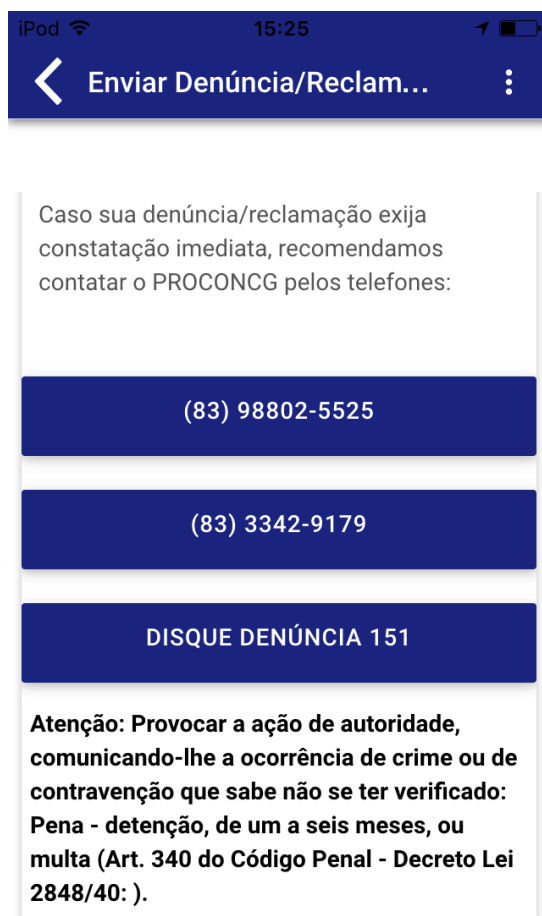 iPod 15:25
Enviar Denúncia/Reclam...
Caso sua denúncia/reclamação exija
constatação imediata, recomendamos
contatar o PROCONCG pelos telefones:
(83) 98802-5525
(83) 3342-9179
DISQUE DENÚNCIA 151
Atenção: Provocar a ação de autoridade,
comunicando-lhe a ocorrência de crime ou de
contravenção que sabe não se ter verificado:
Pena - detenção, de um a seis meses, ou
multa (Art. 340 do Código Penal - Decreto Lei
2848/40: ).